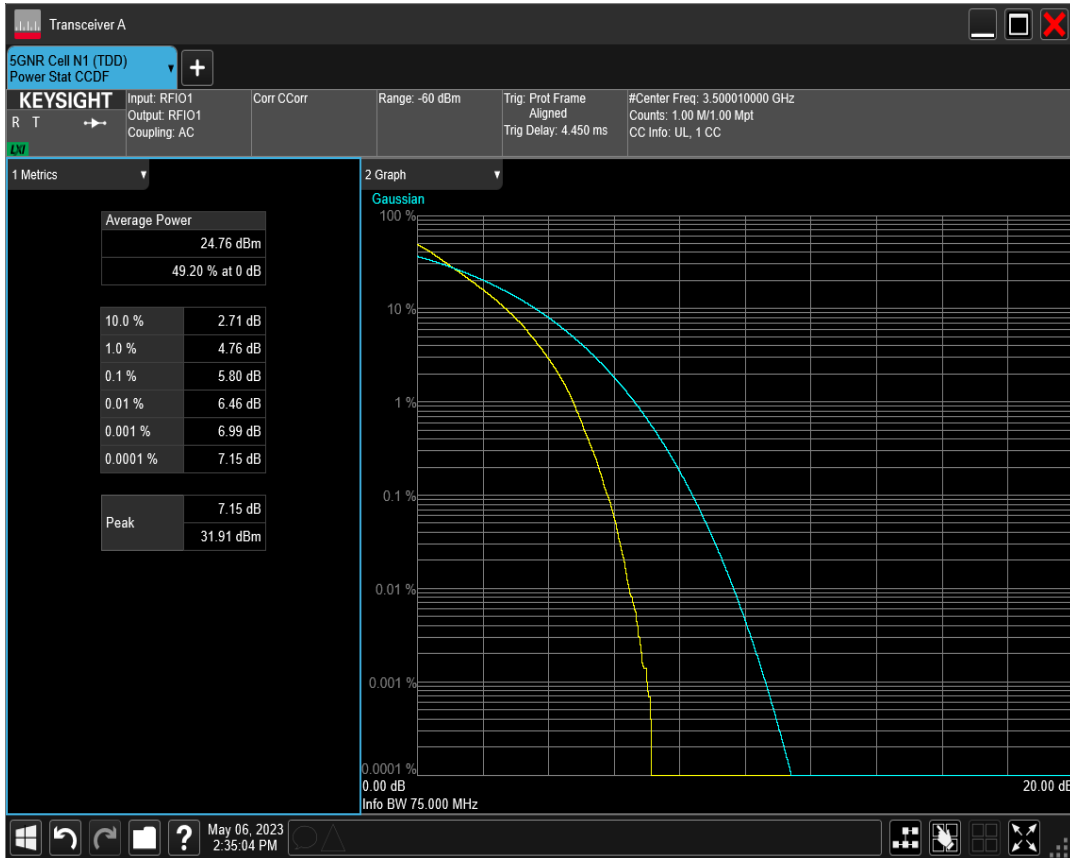 Transceiver A
5GNR Cell N1 (TDD)
Power Stat CCDF
+
KEYSIGHT
R T
LXI
Input: RFIO1
Output: RFIO1
Coupling: AC
Corr CCorr
Range: -60 dBm
Trig: Prot Frame
Aligned
Trig Delay: 4.450 ms
#Center Freq: 3.500010000 GHz
Counts: 1.00 M/1.00 Mpt
CC Info: UL, 1 CC
1 Metrics
Average Power
24.76 dBm
49.20 % at 0 dB
10.0 % 2.71 dB
1.0 % 4.76 dB
0.1 % 5.80 dB
0.01 % 6.46 dB
0.001 % 6.99 dB
0.0001 % 7.15 dB
Peak 7.15 dB
31.91 dBm
2 Graph
Gaussian
100 %
10 %
1 %
0.1 %
0.01 %
0.001 %
0.0001 %
0.00 dB 20.00 dB
Info BW 75.000 MHz
?
May 06, 2023
2:35:04 PM